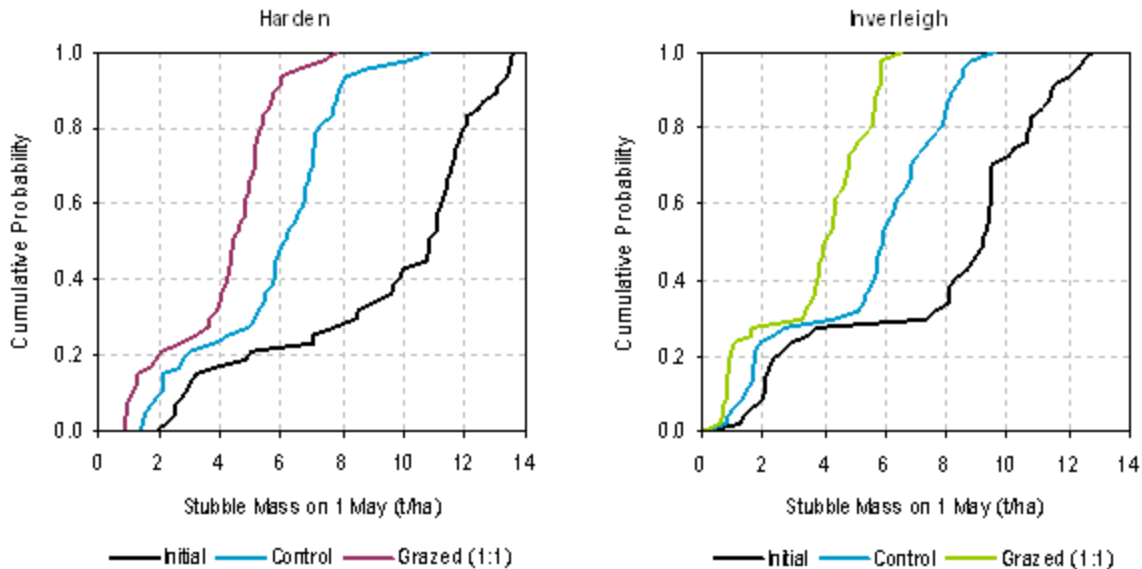 Harden
Cumulative Probability
1.0
0.8
0.6
0.4
0.2
0.0
0 2 4 6 8 10 12 14
Stubble Mass on 1 May (t/ha)
Initial Control Grazed (1:1)
Inverleigh
Cumulative Probability
1.0
0.8
0.6
0.4
0.2
0.0
0 2 4 6 8 10 12 14
Stubble Mass on 1 May (t/ha)
Initial Control Grazed (1:1)